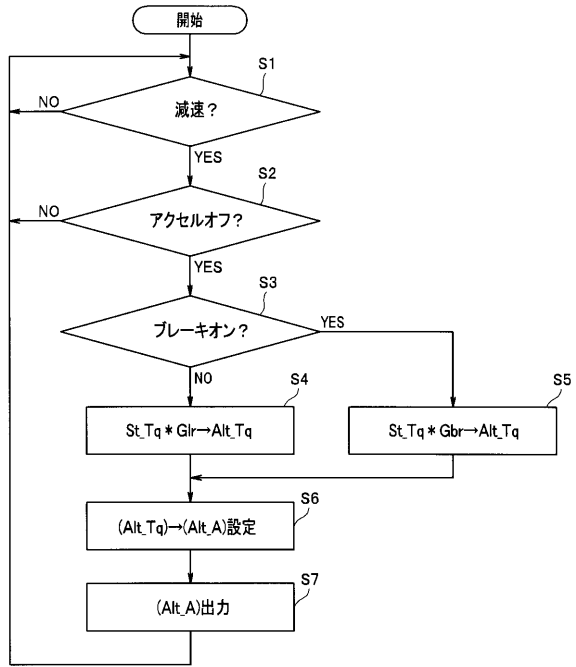 開始
S1
減速？
NO
YES
S2
アクセルオフ？
NO
YES
S3
ブレーキオン？
YES
NO
S4
St_Tq * Glr→Alt_Tq
S5
St_Tq * Gbr→Alt_Tq
S6
(Alt_Tq)→(Alt_A)設定
S7
(Alt_A)出力